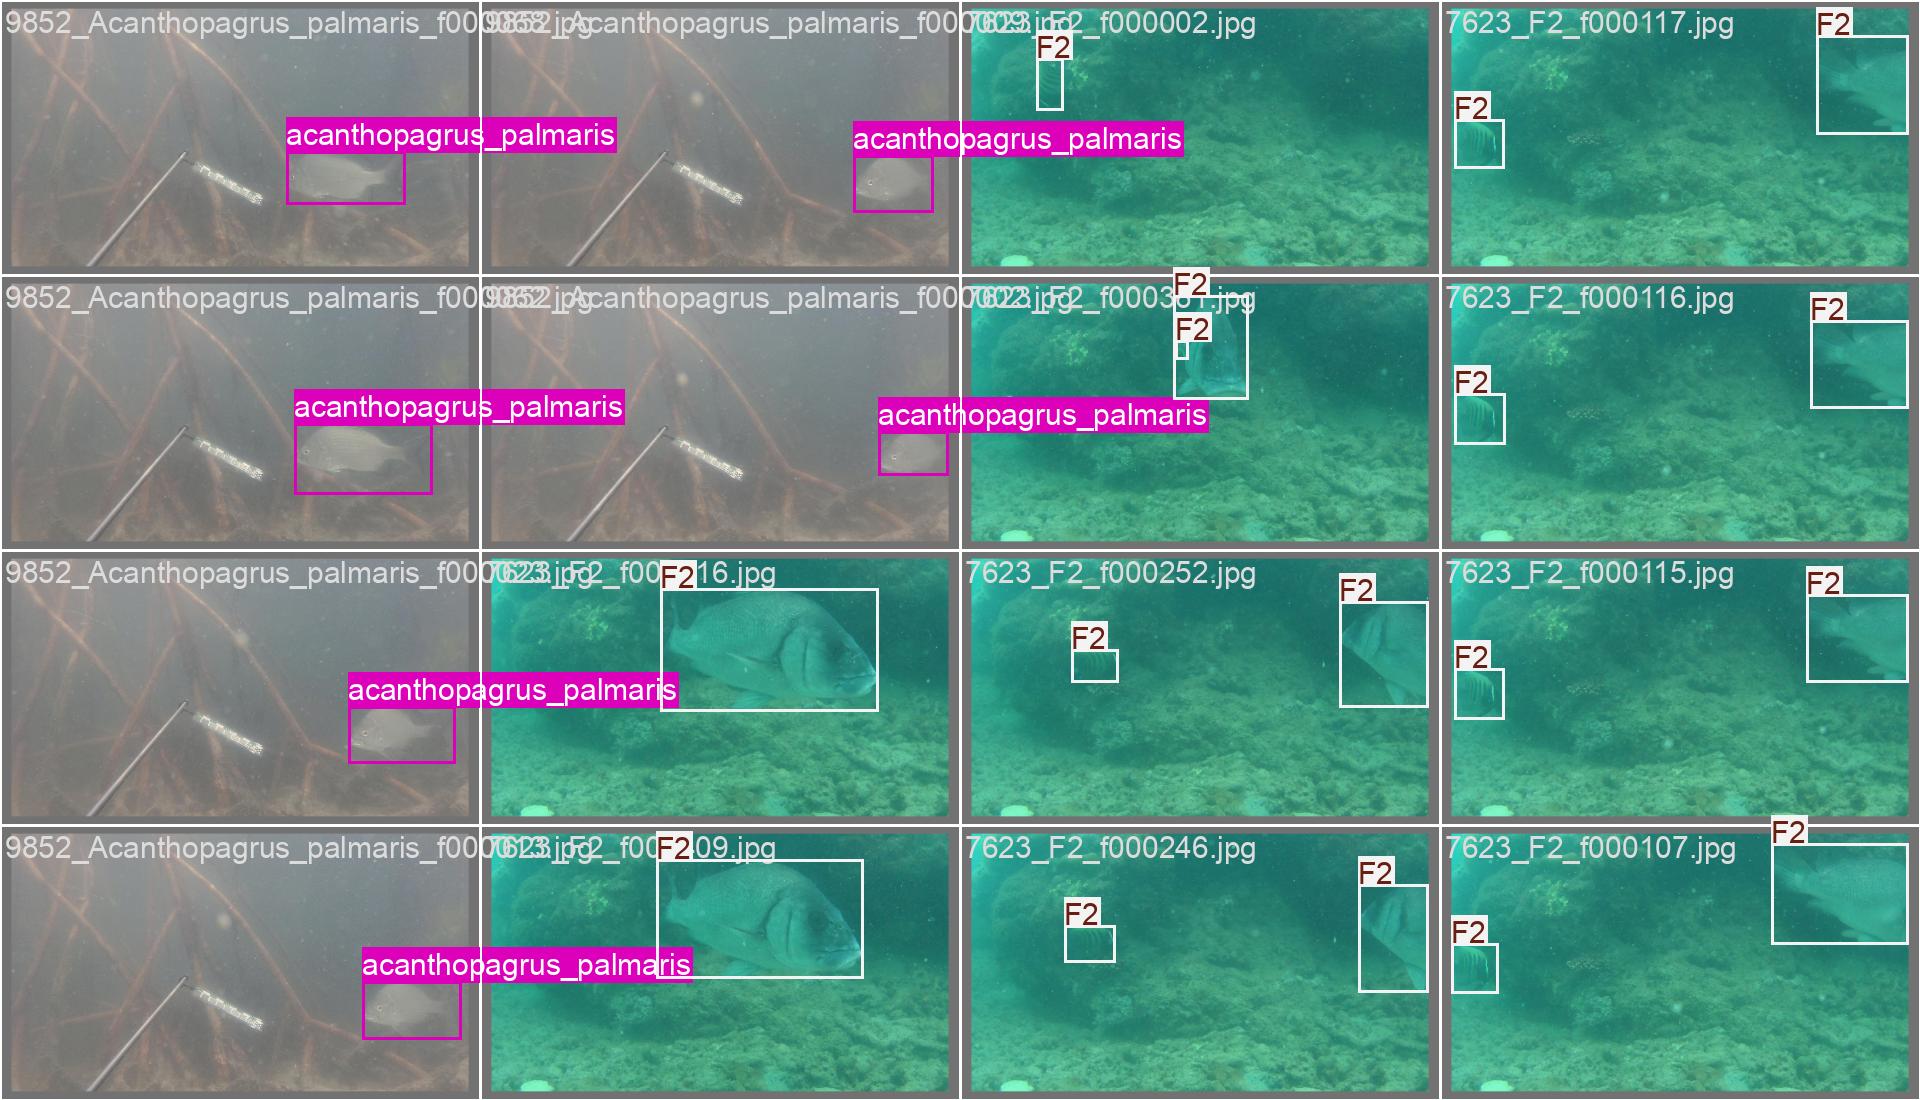 9852_Acanthopagrus_palmaris_f000
7623_F2_f000002.jpg
7623_F2_f000117.jpg
F2
F2
F2
acanthopagrus_palmaris
acanthopagrus_palmaris
9852_Acanthopagrus_palmaris_f000
7623_F2_f000116.jpg
F2
F2
F2
F2
acanthopagrus_palmaris
acanthopagrus_palmaris
9852_Acanthopagrus_palmaris_f000
7623_F2_f000252.jpg
7623_F2_f000115.jpg
F2
F2
F2
F2
F2
acanthopagrus_palmaris
9852_Acanthopagrus_palmaris_f000
7623_F2_f000246.jpg
7623_F2_f000107.jpg
F2
F2
F2
F2
F2
acanthopagrus_palmaris